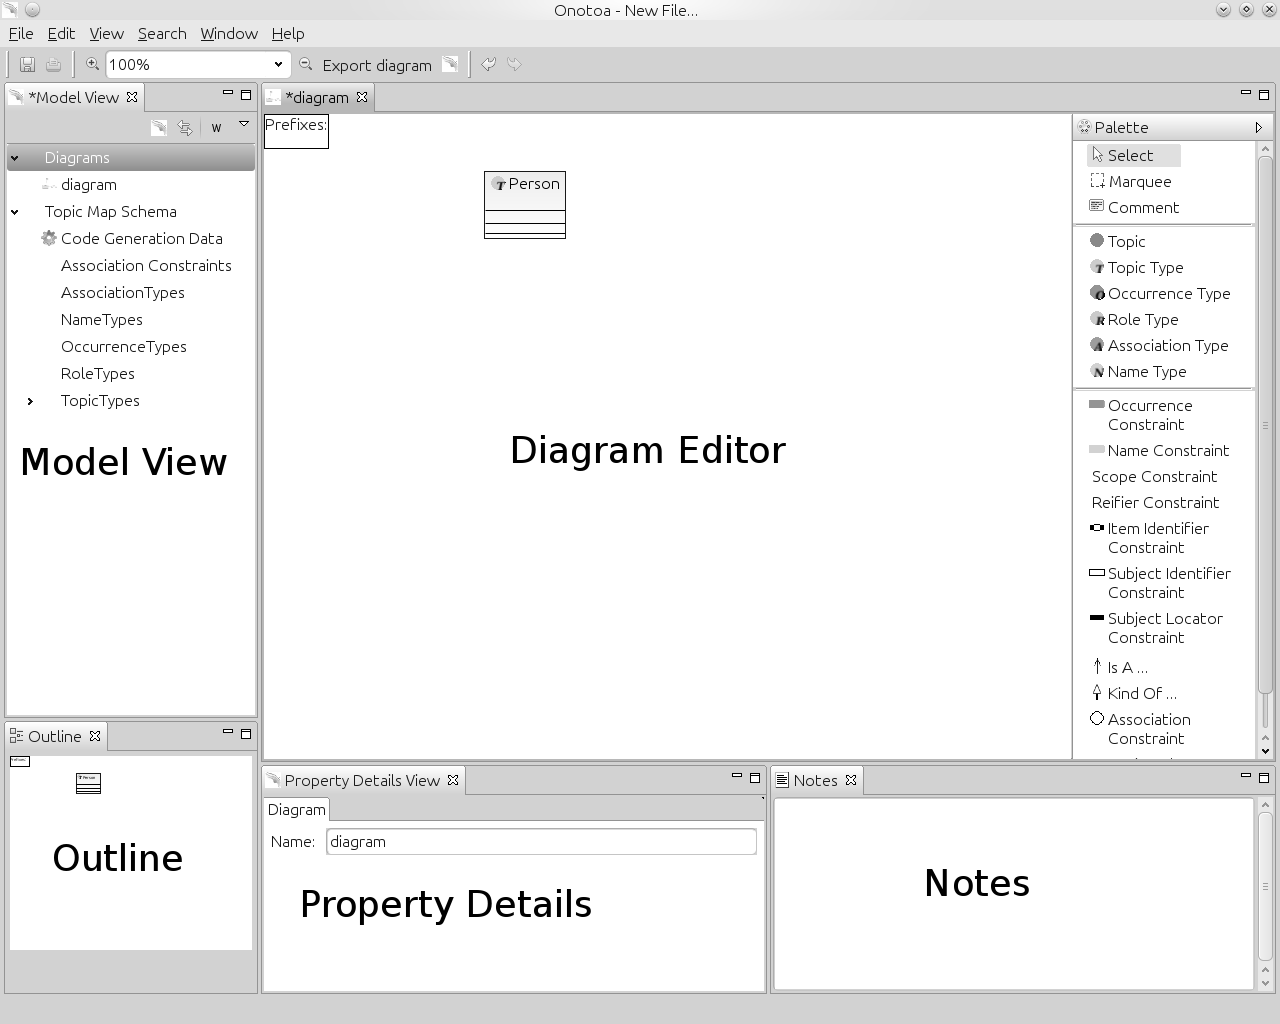 Onotoa - New File...
File Edit View Search Window Help
100% Export diagram
*Model View
W
Diagrams
diagram
Topic Map Schema
Code Generation Data
Association Constraints
AssociationTypes
NameTypes
OccurrenceTypes
RoleTypes
TopicTypes
Model View
*diagram
Prefixes:
T Person
Diagram Editor
Palette
Select
Marquee
Comment
Topic
T Topic Type
O Occurrence Type
R Role Type
A Association Type
N Name Type
Occurrence
Constraint
Name Constraint
Scope Constraint
Reifier Constraint
Item Identifier
Constraint
Subject Identifier
Constraint
Subject Locator
Constraint
Is A ...
Kind Of ...
Association
Constraint
Outline
Prefixes:
T Person
Outline
Property Details View
Diagram
Name: diagram
Property Details
Notes
Notes